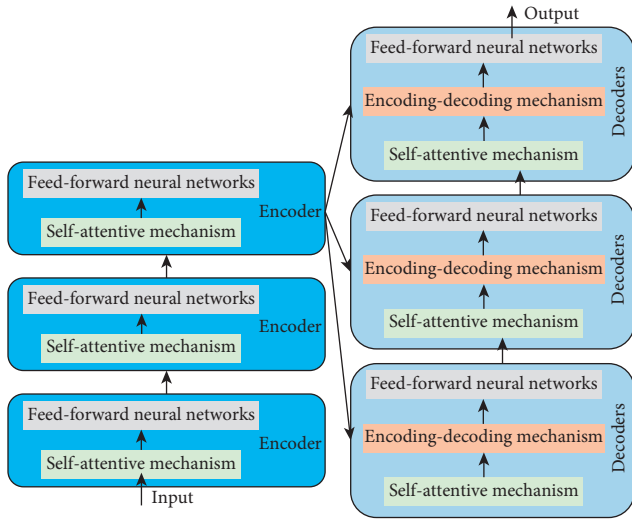 Output
Feed-forward neural networks
Encoding-decoding mechanism
Self-attentive mechanism
Decoders
Feed-forward neural networks
Self-attentive mechanism
Encoder
Feed-forward neural networks
Encoding-decoding mechanism
Self-attentive mechanism
Decoders
Feed-forward neural networks
Self-attentive mechanism
Encoder
Feed-forward neural networks
Encoding-decoding mechanism
Self-attentive mechanism
Decoders
Feed-forward neural networks
Self-attentive mechanism
Encoder
Input